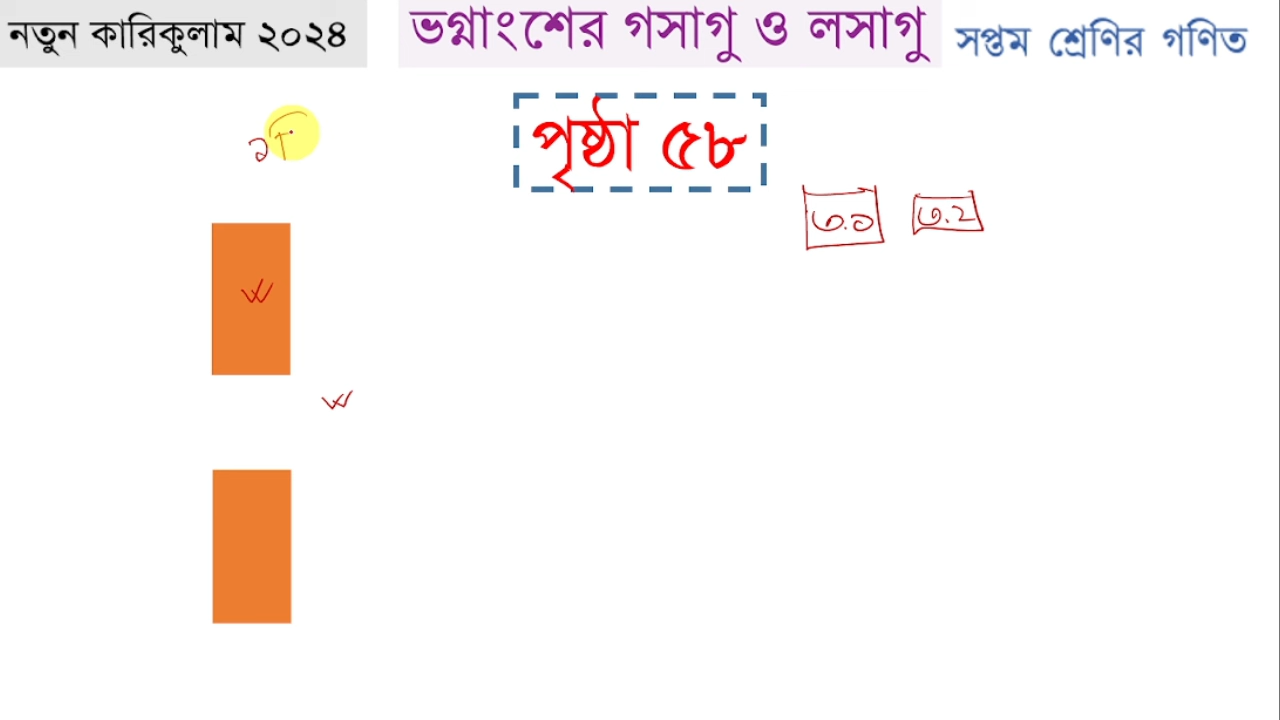 নতুন কারিকুলাম ২০২৪
ভগ্নাংশের গসাগু ও লসাগু
সপ্তম শ্রেণির গণিত
পৃষ্ঠা ৫৮
৩.১ ৩.২